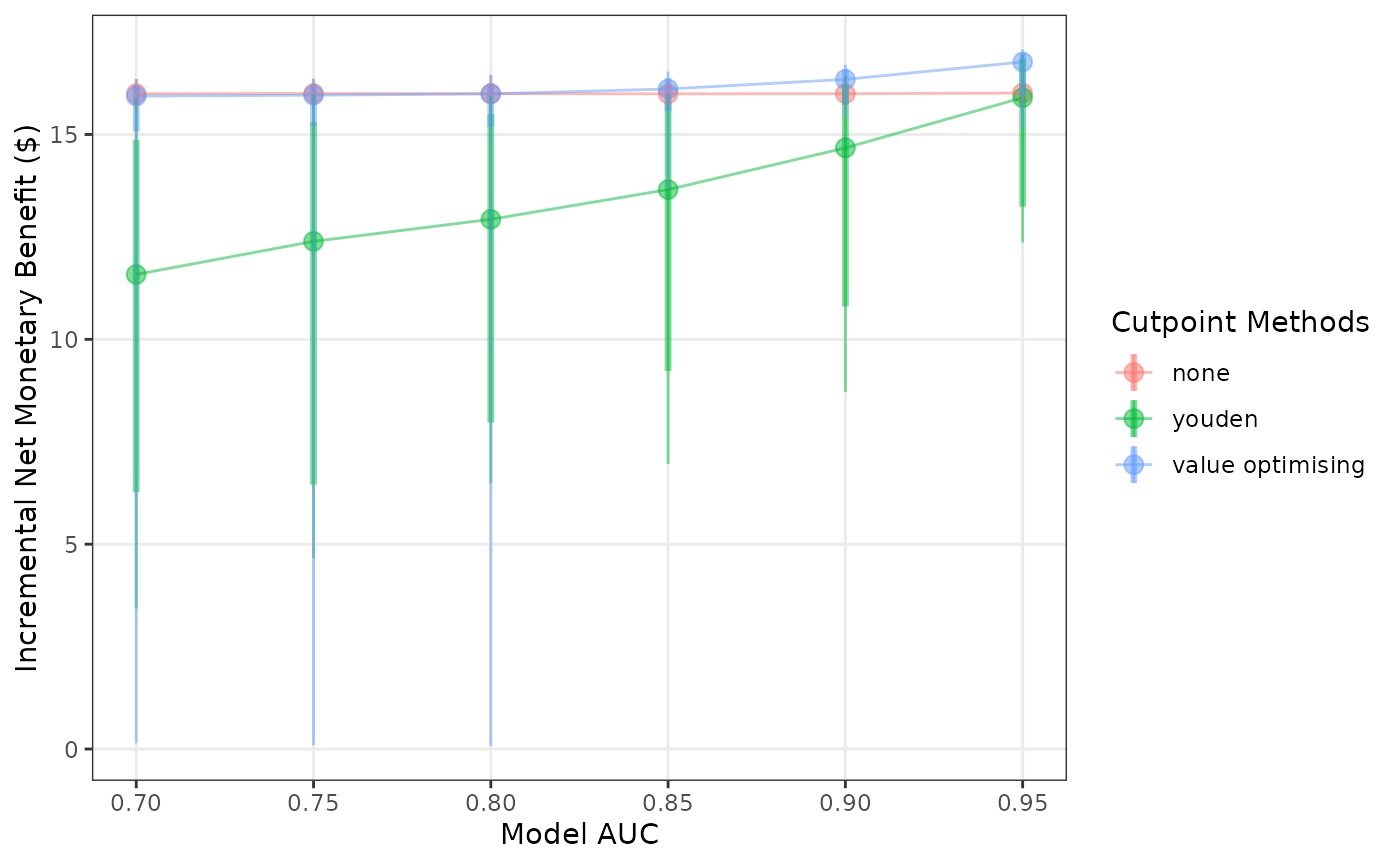 Incremental Net Monetary Benefit ($)
15
10
5
0
0.70 0.75 0.80 0.85 0.90 0.95
Model AUC
Cutpoint Methods
none
youden
value optimising